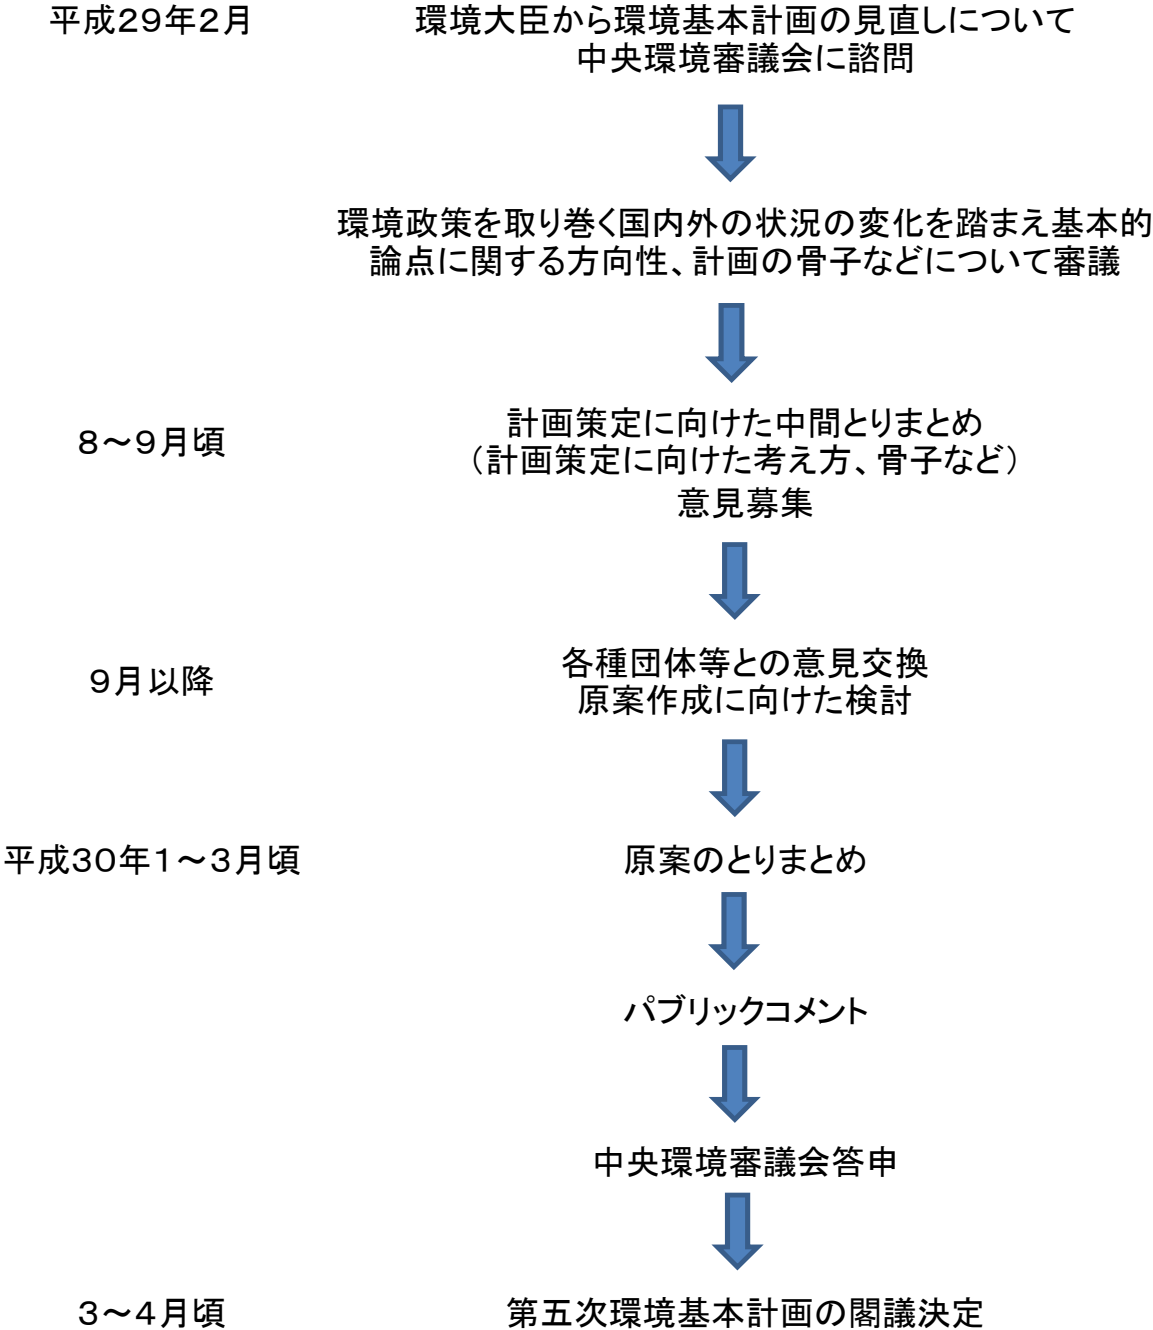 平成29年2月
環境大臣から環境基本計画の見直しについて
中央環境審議会に諮問
環境政策を取り巻く国内外の状況の変化を踏まえ基本的
論点に関する方向性、計画の骨子などについて審議
8~9月頃
計画策定に向けた中間とりまとめ
(計画策定に向けた考え方、骨子など)
意見募集
9月以降
各種団体等との意見交換
原案作成に向けた検討
平成30年1~3月頃
原案のとりまとめ
パブリックコメント
中央環境審議会答申
3~4月頃
第五次環境基本計画の閣議決定